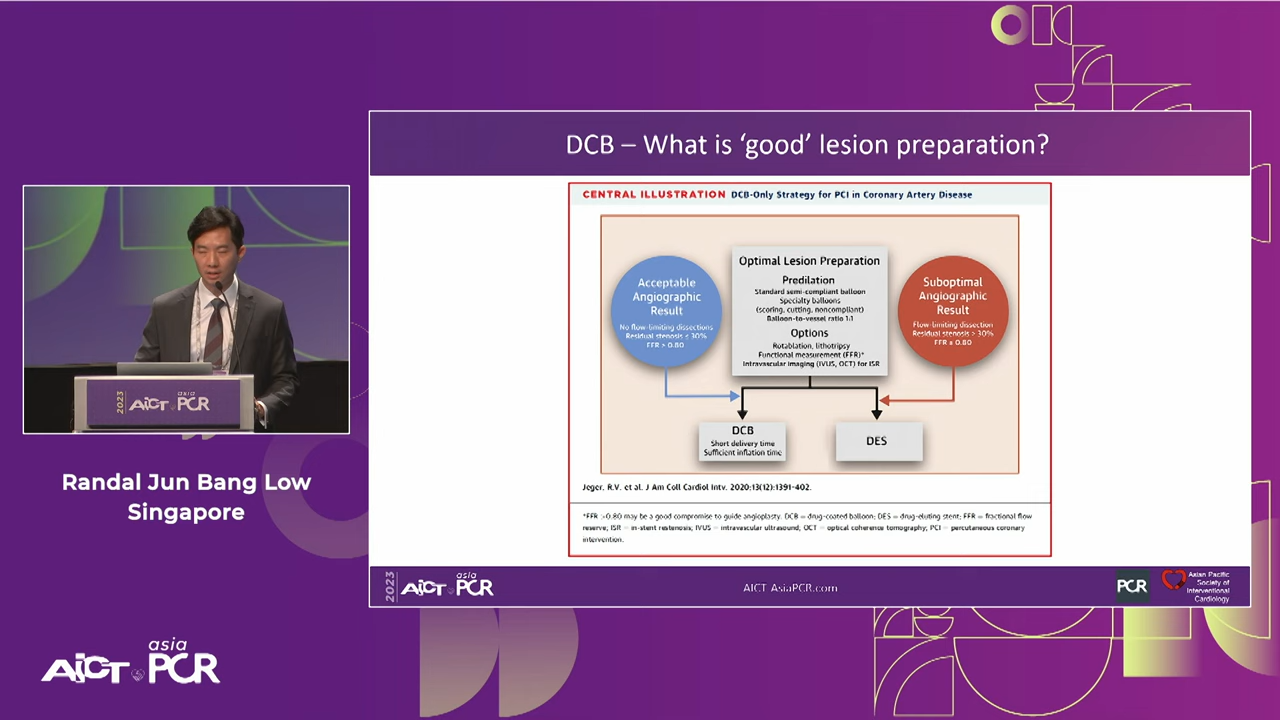 DCB – What is ‘good’ lesion preparation?
CENTRAL ILLUSTRATION DCB-Only Strategy for PCI in Coronary Artery Disease
Acceptable
Angiographic
Result
No flow-limiting dissections
Residual stenosis ≤ 30%
FFR > 0.80
Optimal Lesion Preparation
Predilation
Standard semi-compliant balloon
Specialty balloons
(scoring, cutting, noncompliant)
Balloon-to-vessel ratio 1:1
Options
Rotablation, lithotripsy
Functional measurement (FFR)*
Intravascular imaging (IVUS, OCT) for ISR
Suboptimal
Angiographic
Result
Flow-limiting dissection
Residual stenosis > 30%
FFR ≤ 0.80
DCB
Short delivery time
Sufficient inflation time
DES
Jeger, R.V. et al. J Am Coll Cardiol Intv. 2020;13(12):1391-402.
*FFR >0.80 may be a good compromise to guide angioplasty. DCB = drug-coated balloon; DES = drug-eluting stent; FFR = fractional flow
reserve; ISR = in-stent restenosis; IVUS = intravascular ultrasound; OCT = optical coherence tomography; PCI = percutaneous coronary
intervention.
2023 AICT asia PCR
AICT-AsiaPCR.com
PCR
Asian Pacific
Society of
Interventional
Cardiology
2023 AICT asia PCR
Randal Jun Bang Low
Singapore
AICT asia PCR